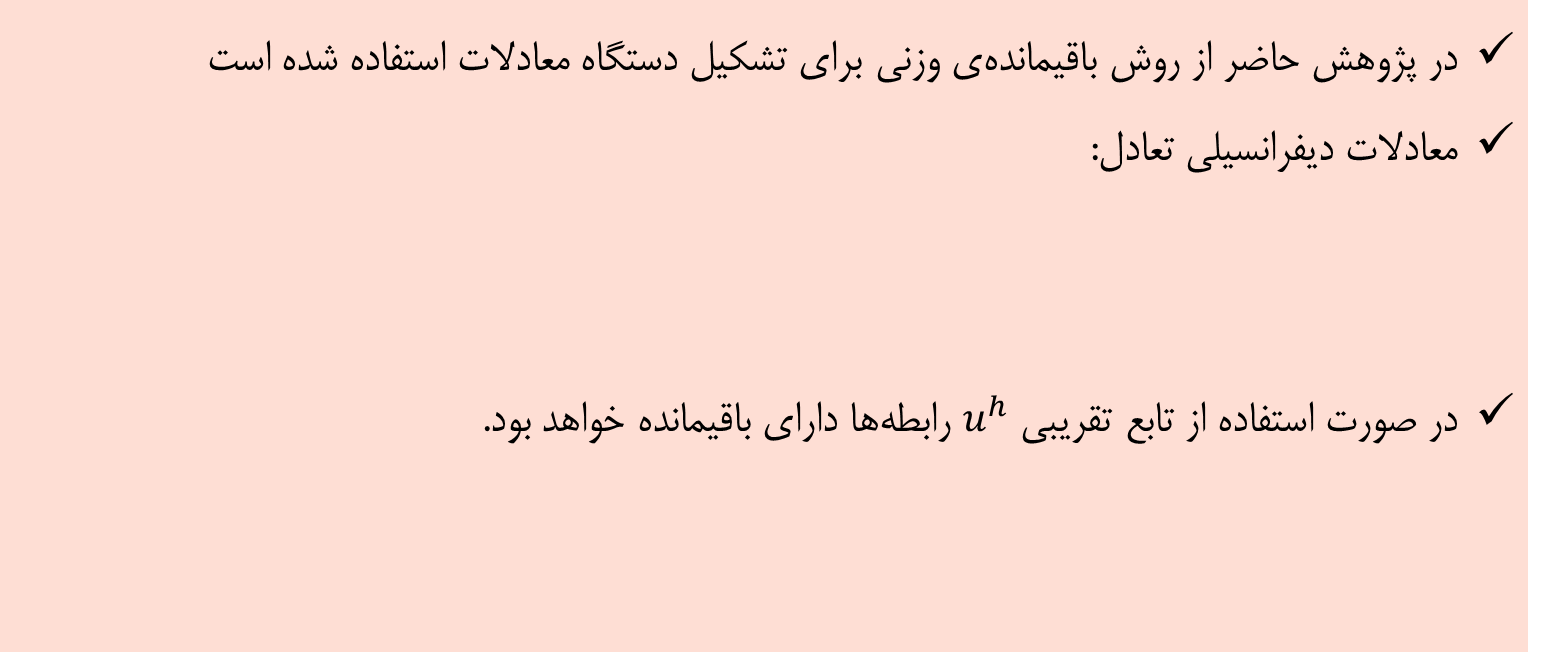 ✓ در پژوهش حاضر از روش باقیمانده‌ی وزنی برای تشکیل دستگاه معادلات استفاده شده است
✓ معادلات دیفرانسیلی تعادل:
✓ در صورت استفاده از تابع تقریبی $u^h$ رابطه‌ها دارای باقیمانده خواهد بود.